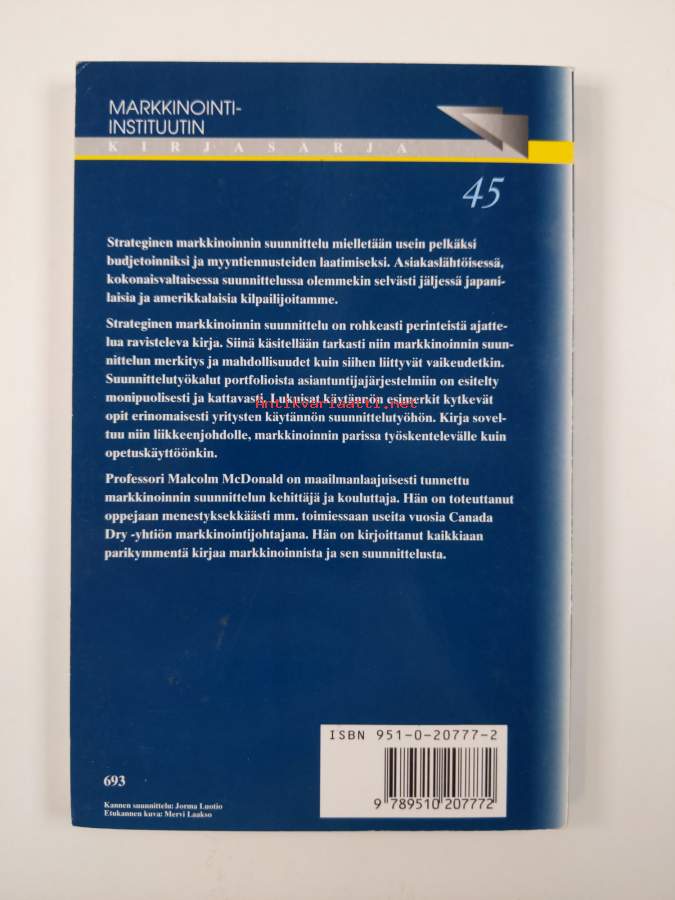 MARKKINOINTI-
INSTITUUTIN
KIRJASARJA
45
Strateginen markkinoinnin suunnittelu mielletään usein pelkäksi
budjetoinniksi ja myyntiennusteiden laatimiseksi. Asiakaslähtöisessä,
kokonaisvaltaisessa suunnittelussa olemmekin selvästi jäljessä japani-
laisia ja amerikkalaisia kilpailijoitamme.
Strateginen markkinoinnin suunnittelu on rohkeasti perinteistä ajatte-
lua ravisteleva kirja. Siinä käsitellään tarkasti niin markkinoinnin suun-
nittelun merkitys ja mahdollisuudet kuin siihen liittyvät vaikeudetkin.
Suunnittelutyökalut portfolioista asiantuntijajärjestelmiin on esitelty
monipuolisesti ja kattavasti. Lukuisat käytännön esimerkit kytkevät
Antikvariaatti.net
opit erinomaisesti yritysten käytännön suunnittelutyöhön. Kirja sovel-
tuu niin liikkeenjohdolle, markkinoinnin parissa työskentelevälle kuin
opetuskäyttöönkin.
Professori Malcolm McDonald on maailmanlaajuisesti tunnettu
markkinoinnin suunnittelun kehittäjä ja kouluttaja. Hän on toteuttanut
oppejaan menestyksekkäästi mm. toimiessaan useita vuosia Canada
Dry -yhtiön markkinointijohtajana. Hän on kirjoittanut kaikkiaan
parikymmentä kirjaa markkinoinnista ja sen suunnittelusta.
ISBN 951-0-20777-2
9 789510 207772
693
Kannen suunnittelu: Jorma Luotio
Etukannen kuva: Mervi Laakso